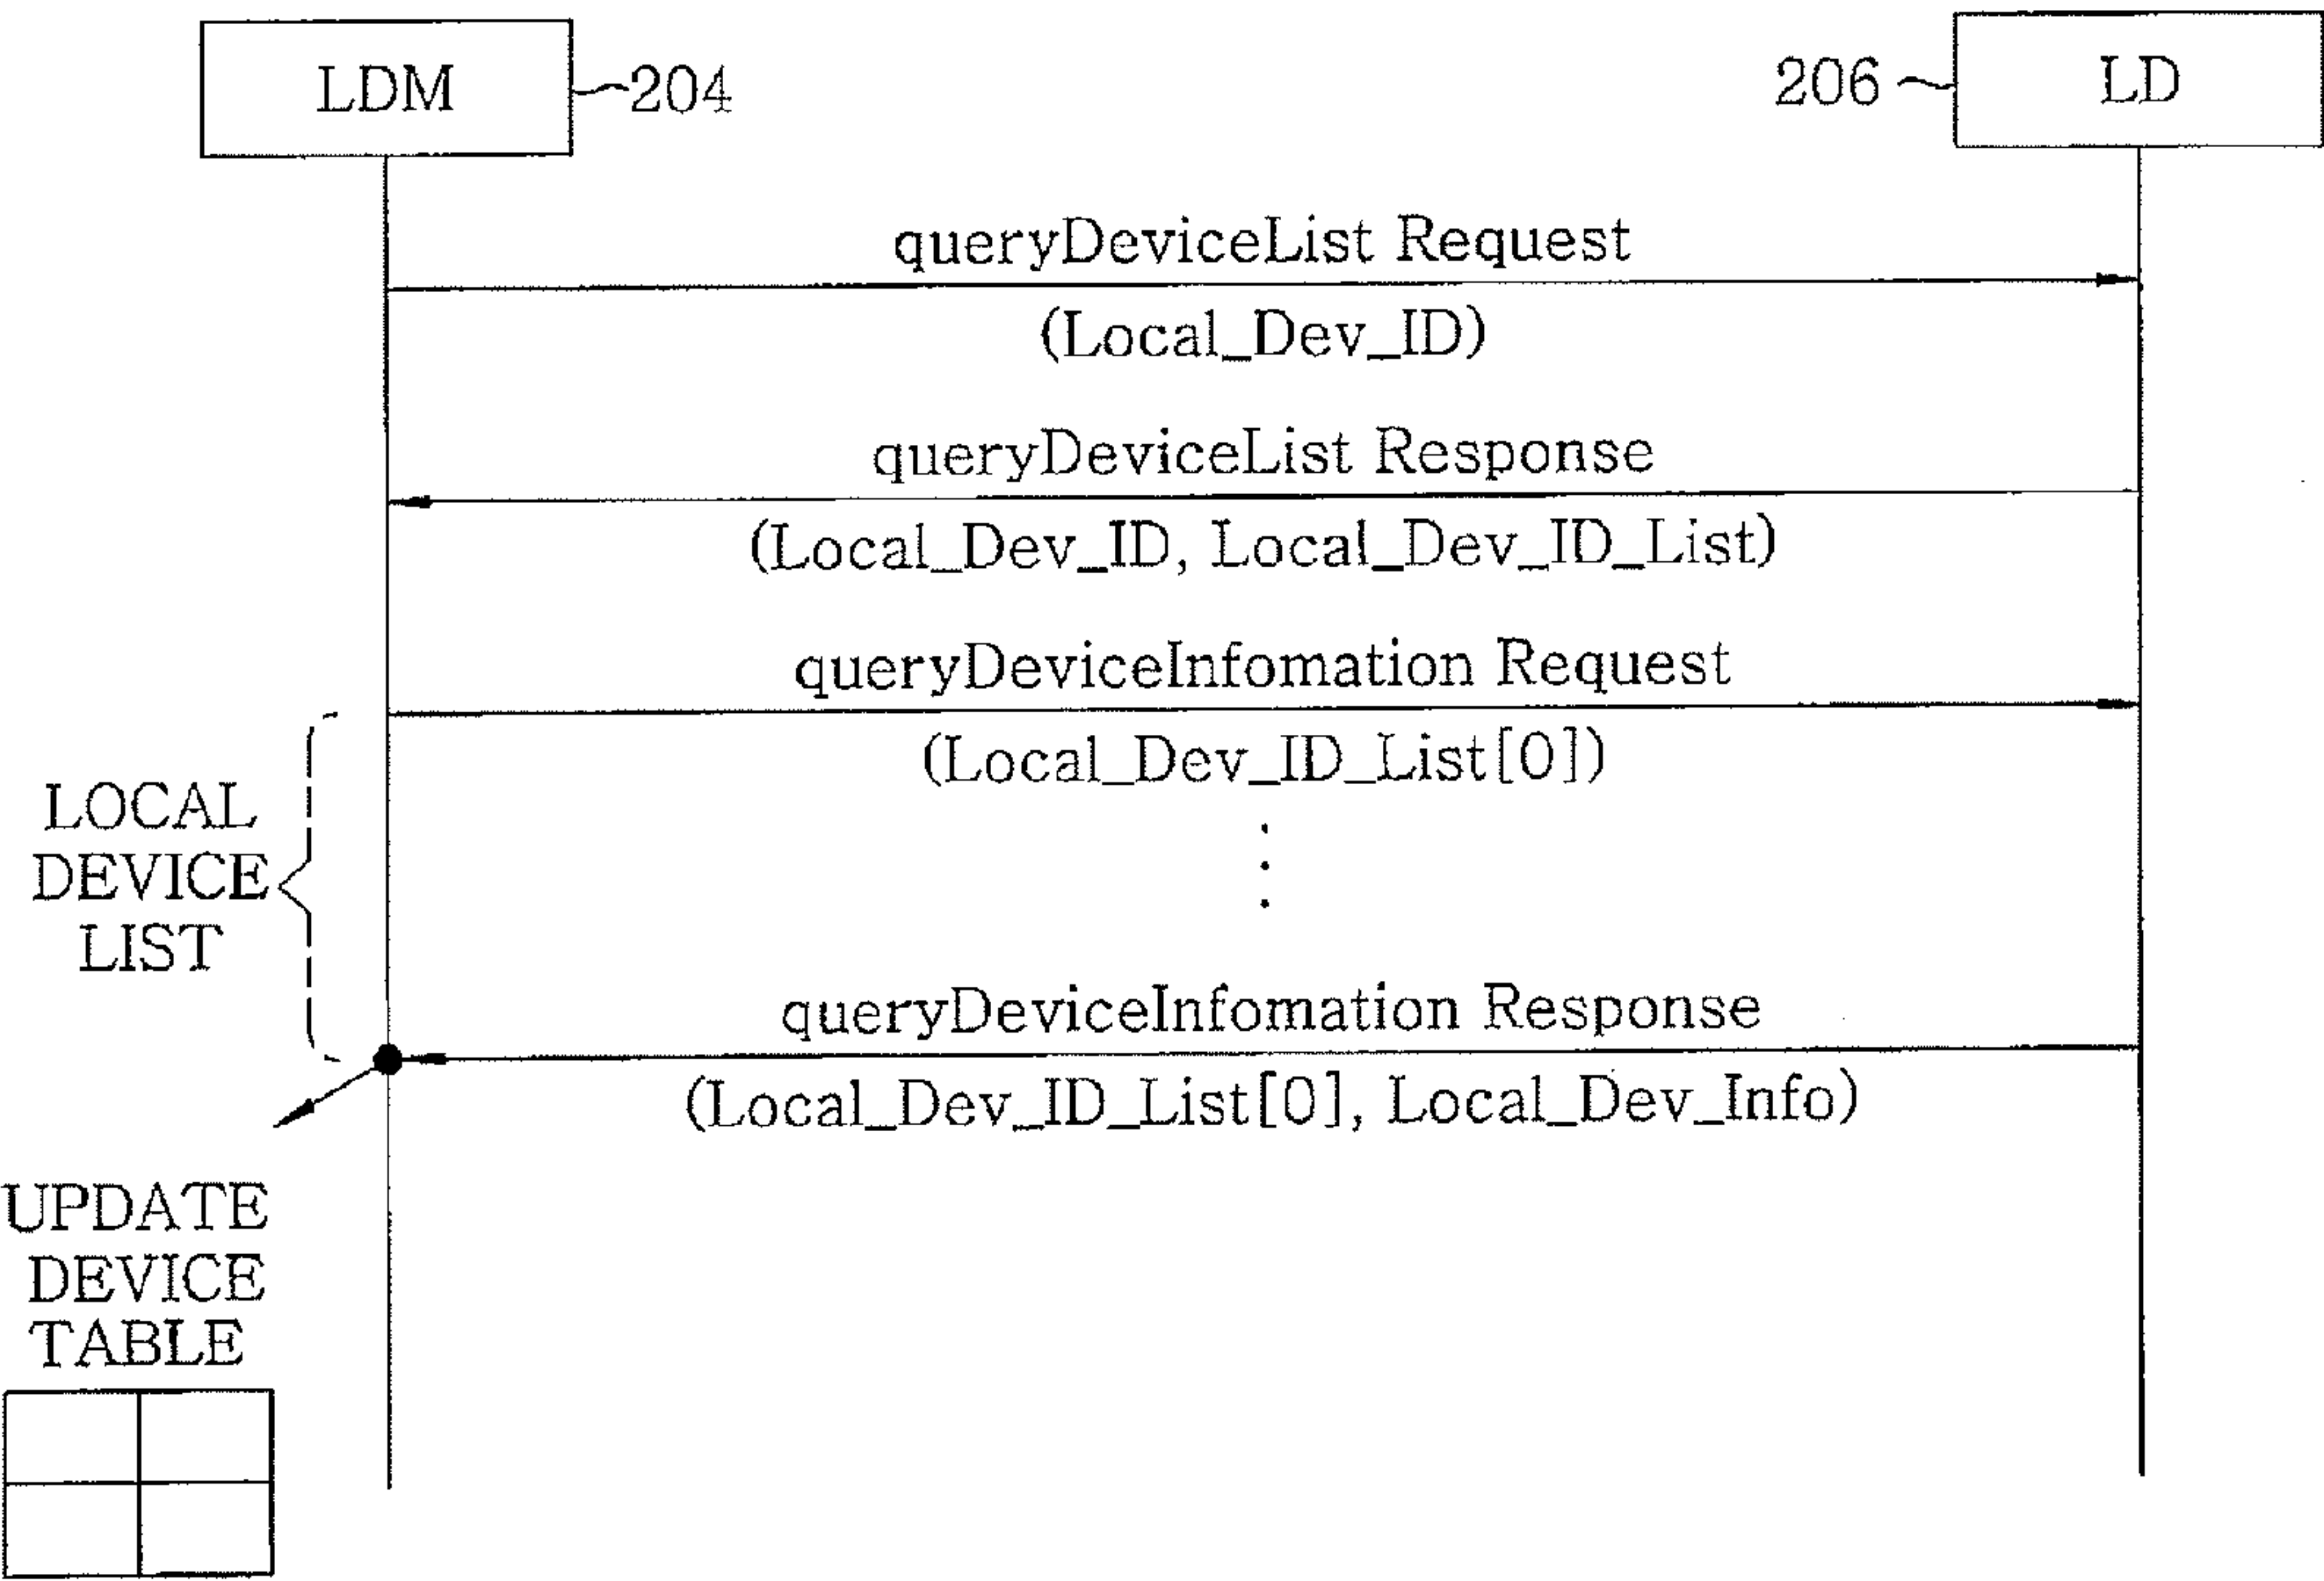 LDM
204
206
LD
queryDeviceList Request
(Local_Dev_ID)
queryDeviceList Response
(Local_Dev_ID, Local_Dev_ID_List)
queryDeviceInfomation Request
(Local_Dev_ID_List[0])
LOCAL
DEVICE
LIST
queryDeviceInfomation Response
(Local_Dev_ID_List[0], Local_Dev_Info)
UPDATE
DEVICE
TABLE